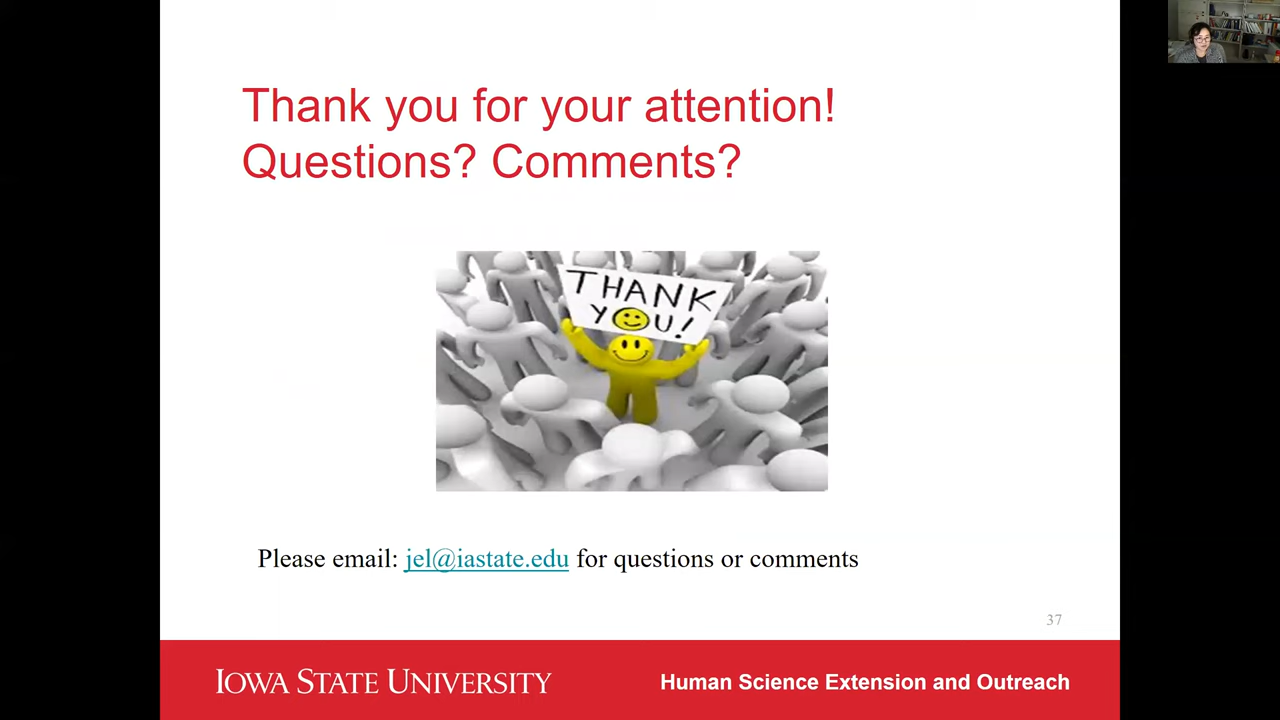 Thank you for your attention!
Questions? Comments?
THANK
YOU!
Please email: jel@iastate.edu for questions or comments
37
IOWA STATE UNIVERSITY
Human Science Extension and Outreach